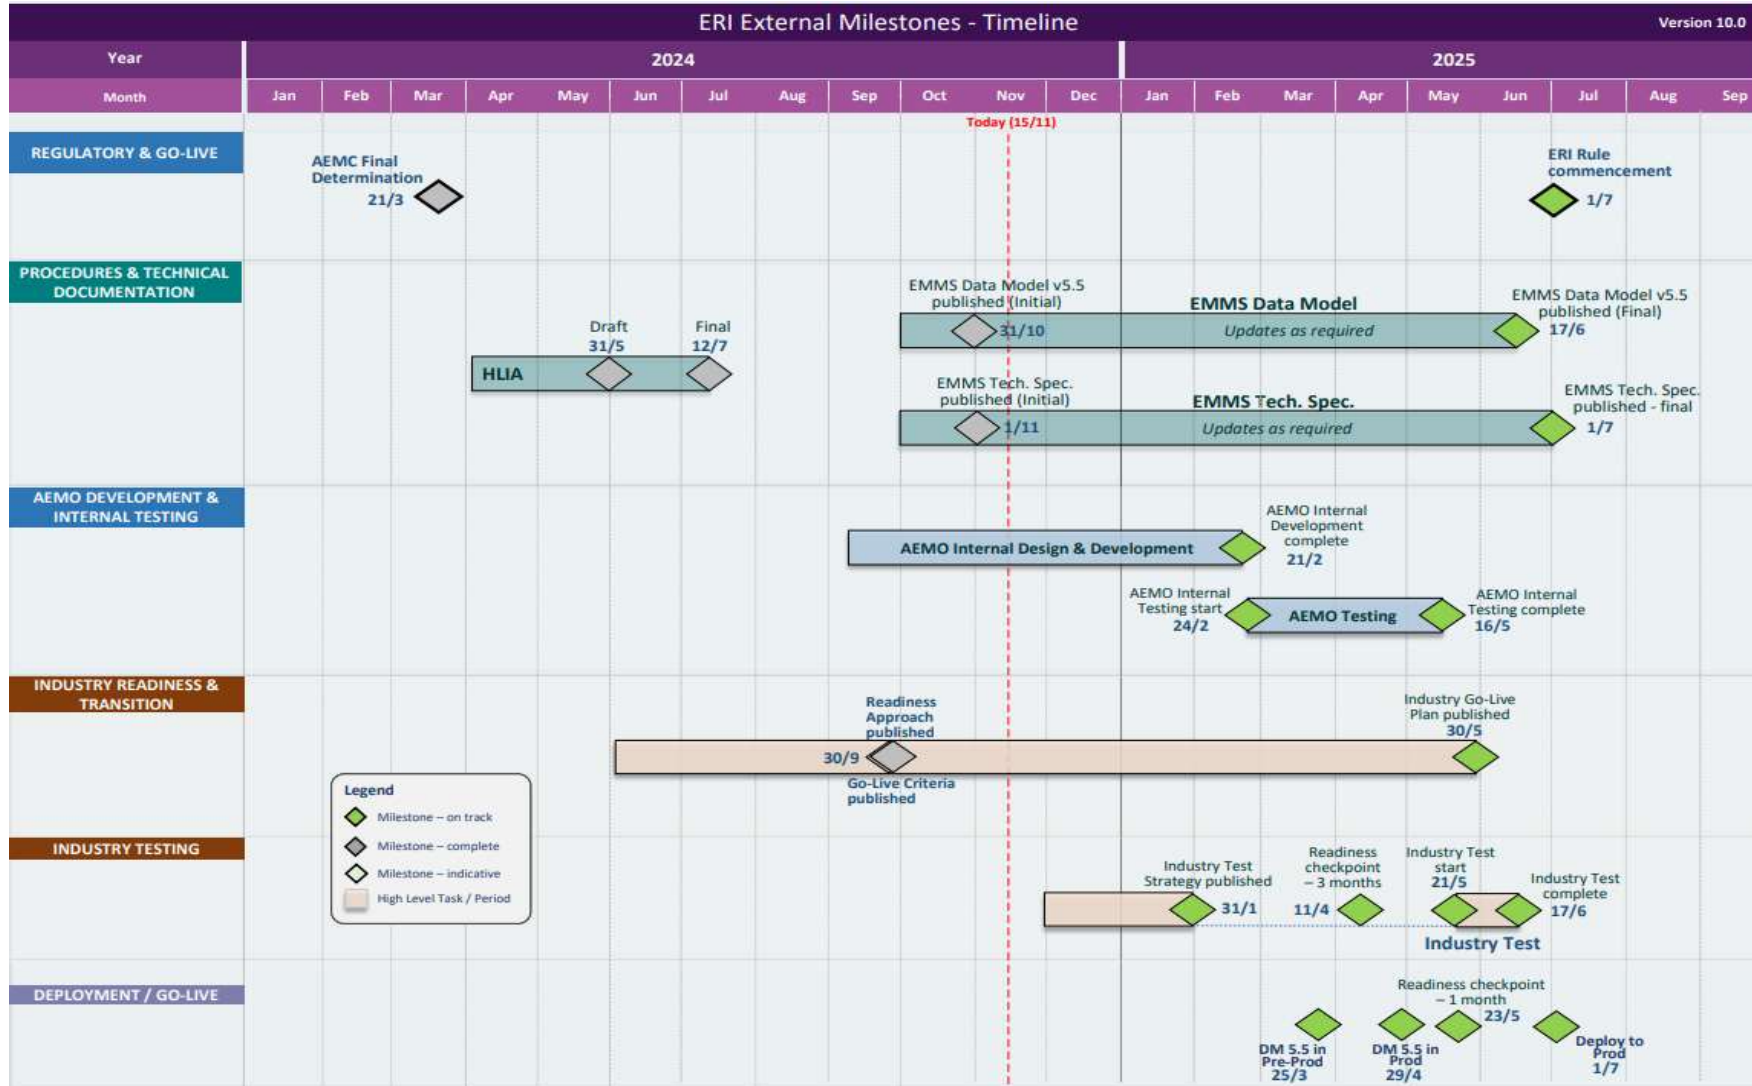 ERI External Milestones - Timeline
Version 10.0
Year
2024
2025
Month
Jan
Feb
Mar
Apr
May
Jun
Jul
Aug
Sep
Oct
Nov
Dec
Jan
Feb
Mar
Apr
May
Jun
Jul
Aug
Sep
Today (15/11)
REGULATORY & GO-LIVE
AEMC Final
Determination
21/3
ERI Rule
commencement
1/7
PROCEDURES & TECHNICAL
DOCUMENTATION
Draft
31/5
Final
12/7
HLIA
EMMS Data Model v5.5
published (Initial)
31/10
EMMS Data Model
Updates as required
EMMS Data Model v5.5
published (Final)
17/6
EMMS Tech. Spec.
published (Initial)
1/11
EMMS Tech. Spec.
Updates as required
EMMS Tech. Spec.
published - final
1/7
AEMO DEVELOPMENT &
INTERNAL TESTING
AEMO Internal Design & Development
AEMO Internal
Development
complete
21/2
AEMO Internal
Testing start
24/2
AEMO Testing
AEMO Internal
Testing complete
16/5
INDUSTRY READINESS &
TRANSITION
Readiness
Approach
published
30/9
Go-Live Criteria
published
Industry Go-Live
Plan published
30/5
Legend
Milestone – on track
Milestone – complete
Milestone – indicative
High Level Task / Period
INDUSTRY TESTING
Industry Test
Strategy published
31/1
Readiness
checkpoint
– 3 months
11/4
Industry Test
start
21/5
Industry Test
complete
17/6
Industry Test
DEPLOYMENT / GO-LIVE
DM 5.5 in
Pre-Prod
25/3
DM 5.5 in
Prod
29/4
Readiness checkpoint
– 1 month
23/5
Deploy to
Prod
1/7